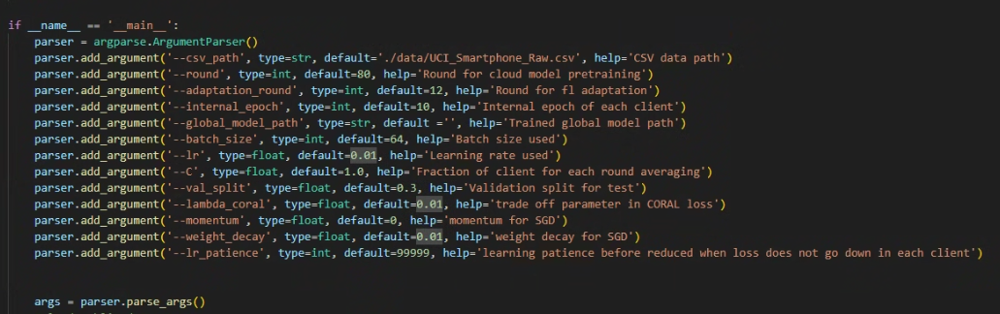 if __name__ == '__main__':
    parser = argparse.ArgumentParser()
    parser.add_argument('--csv_path', type=str, default='./data/UCI_Smartphone_Raw.csv', help='CSV data path')
    parser.add_argument('--round', type=int, default=80, help='Round for cloud model pretraining')
    parser.add_argument('--adaptation_round', type=int, default=12, help='Round for fl adaptation')
    parser.add_argument('--internal_epoch', type=int, default=10, help='Internal epoch of each client')
    parser.add_argument('--global_model_path', type=str, default ='', help='Trained global model path')
    parser.add_argument('--batch_size', type=int, default=64, help='Batch size used')
    parser.add_argument('--lr', type=float, default=0.01, help='Learning rate used')
    parser.add_argument('--C', type=float, default=1.0, help='Fraction of client for each round averaging')
    parser.add_argument('--val_split', type=float, default=0.3, help='Validation split for test')
    parser.add_argument('--lambda_coral', type=float, default=0.01, help='trade off parameter in CORAL loss')
    parser.add_argument('--momentum', type=float, default=0, help='momentum for SGD')
    parser.add_argument('--weight_decay', type=float, default=0.01, help='weight decay for SGD')
    parser.add_argument('--lr_patience', type=int, default=99999, help='learning patience before reduced when loss does not go down in each client')
    args = parser.parse_args()